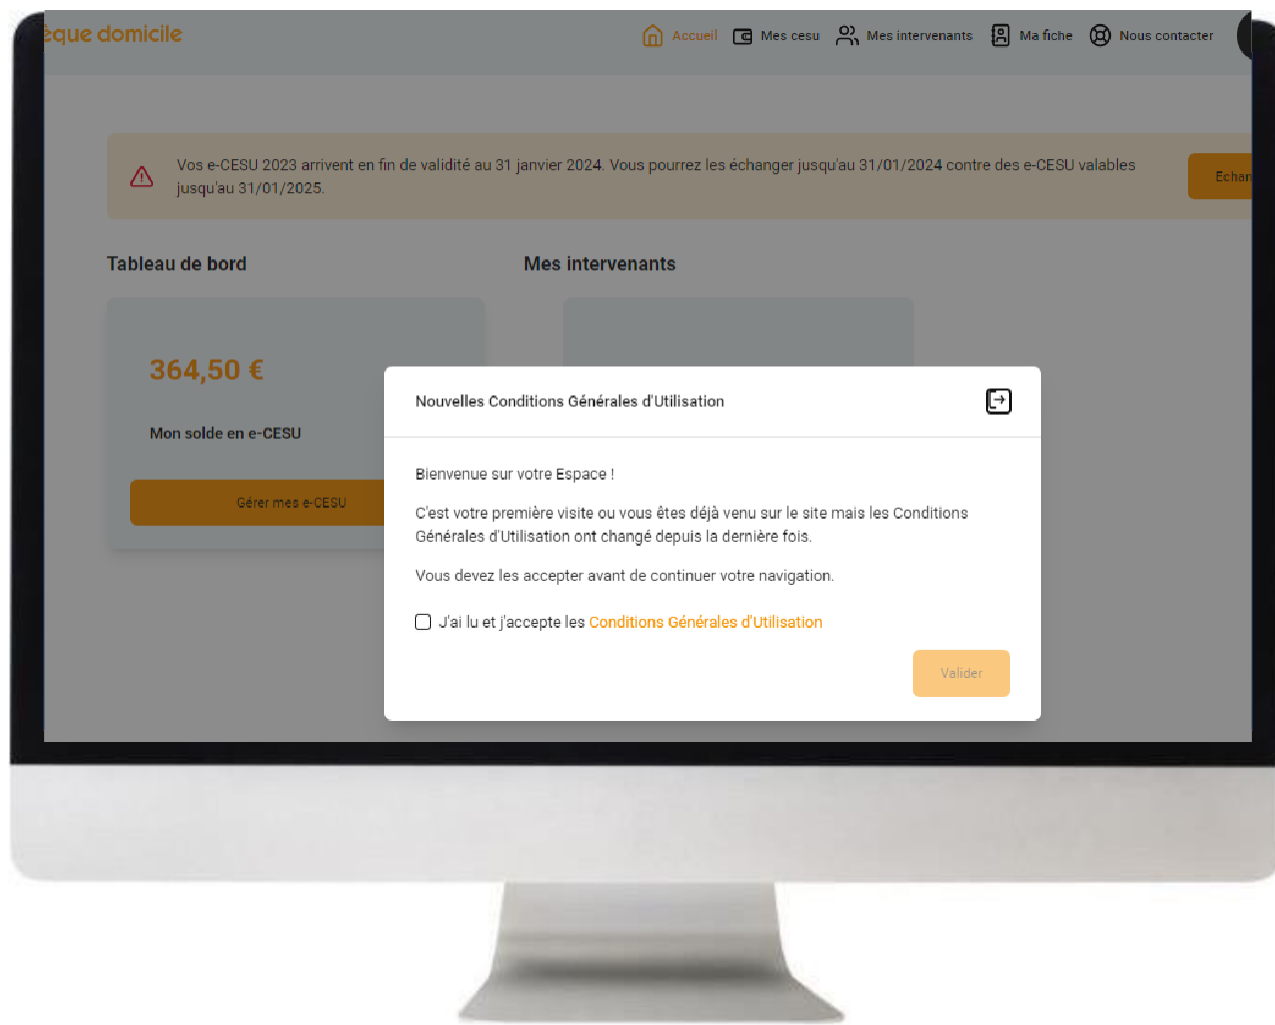 domicile
Accueil Mes cesu Mes intervenants Ma fiche Nous contacter
Vos e-CESU 2023 arrivent en fin de validité au 31 janvier 2024. Vous pourrez les échanger jusqu'au 31/01/2024 contre des e-CESU valables
jusqu'au 31/01/2025.
Echan
Tableau de bord
Mes intervenants
364,50 €
Mon solde en e-CESU
Gérer mes e-CESU
Nouvelles Conditions Générales d'Utilisation
Bienvenue sur votre Espace !
C'est votre première visite ou vous êtes déjà venu sur le site mais les Conditions
Générales d'Utilisation ont changé depuis la dernière fois.
Vous devez les accepter avant de continuer votre navigation.
J'ai lu et j'accepte les Conditions Générales d'Utilisation
Valider